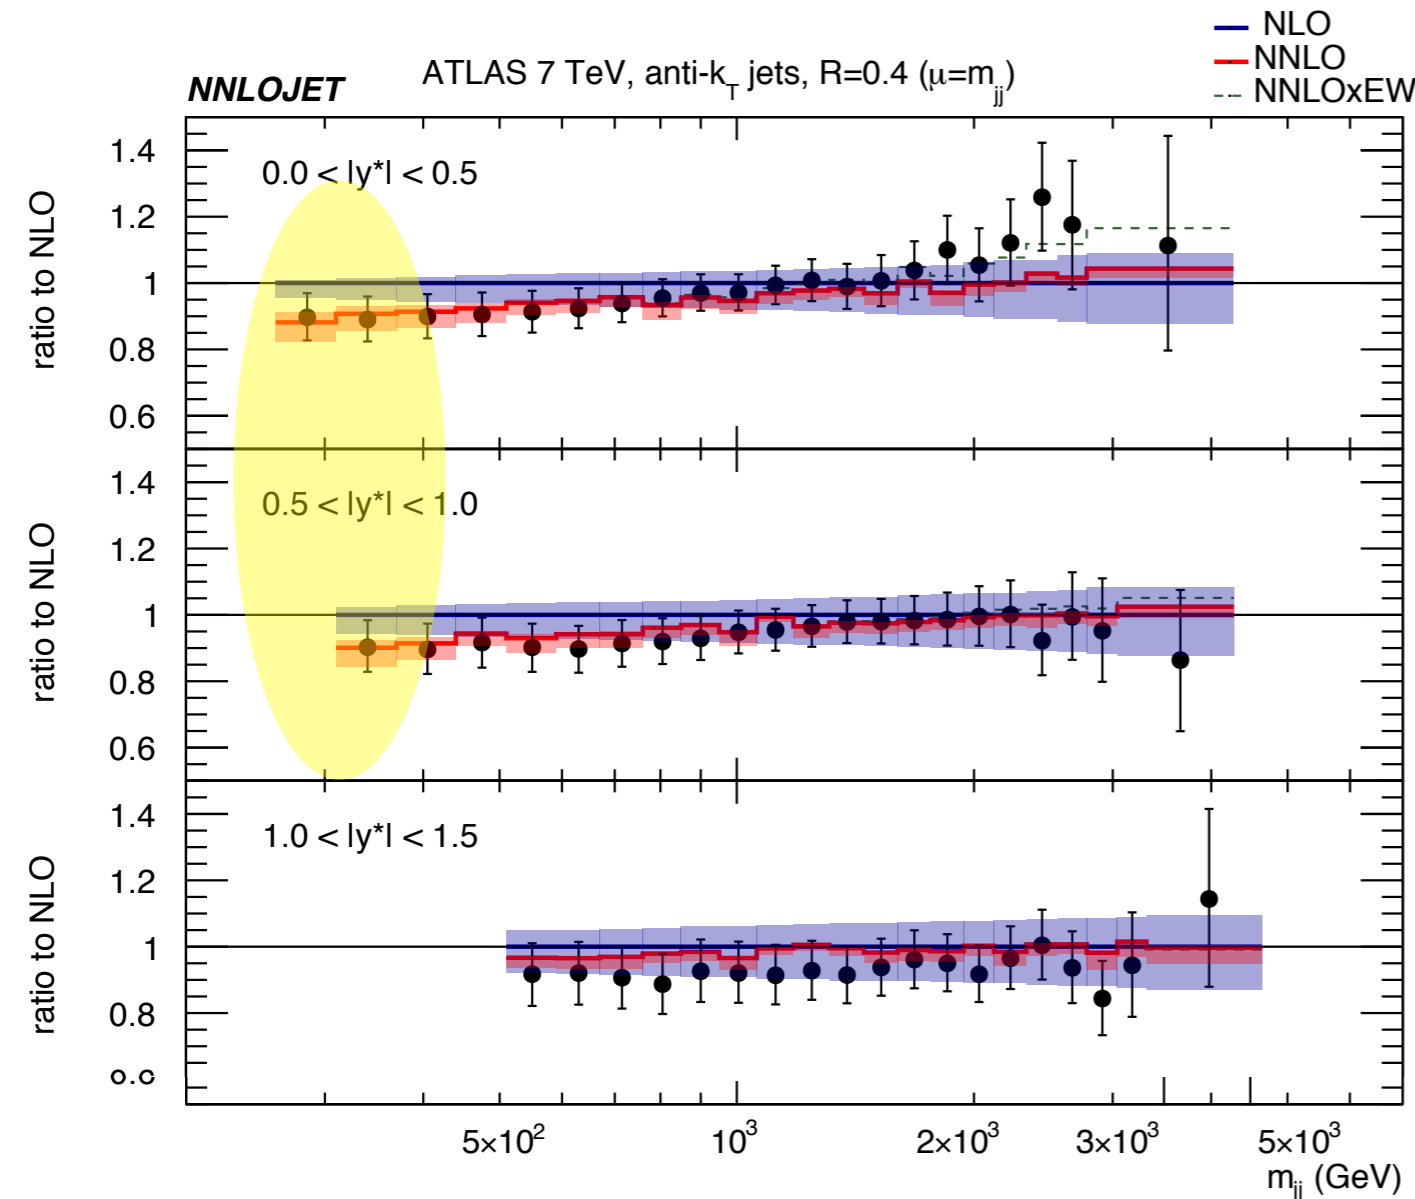 NLO
NNLO
NNLOxEW
NNLOJET
ATLAS 7 TeV, anti-k_T jets, R=0.4 (μ=m_jj)
0.0 < |y*| < 0.5
ratio to NLO
1.4
1.2
1
0.8
0.6
0.5 < |y*| < 1.0
ratio to NLO
1.4
1.2
1
0.8
0.6
1.0 < |y*| < 1.5
ratio to NLO
1.4
1.2
1
0.8
5×10²
10³
2×10³
3×10³
5×10³
m_jj (GeV)